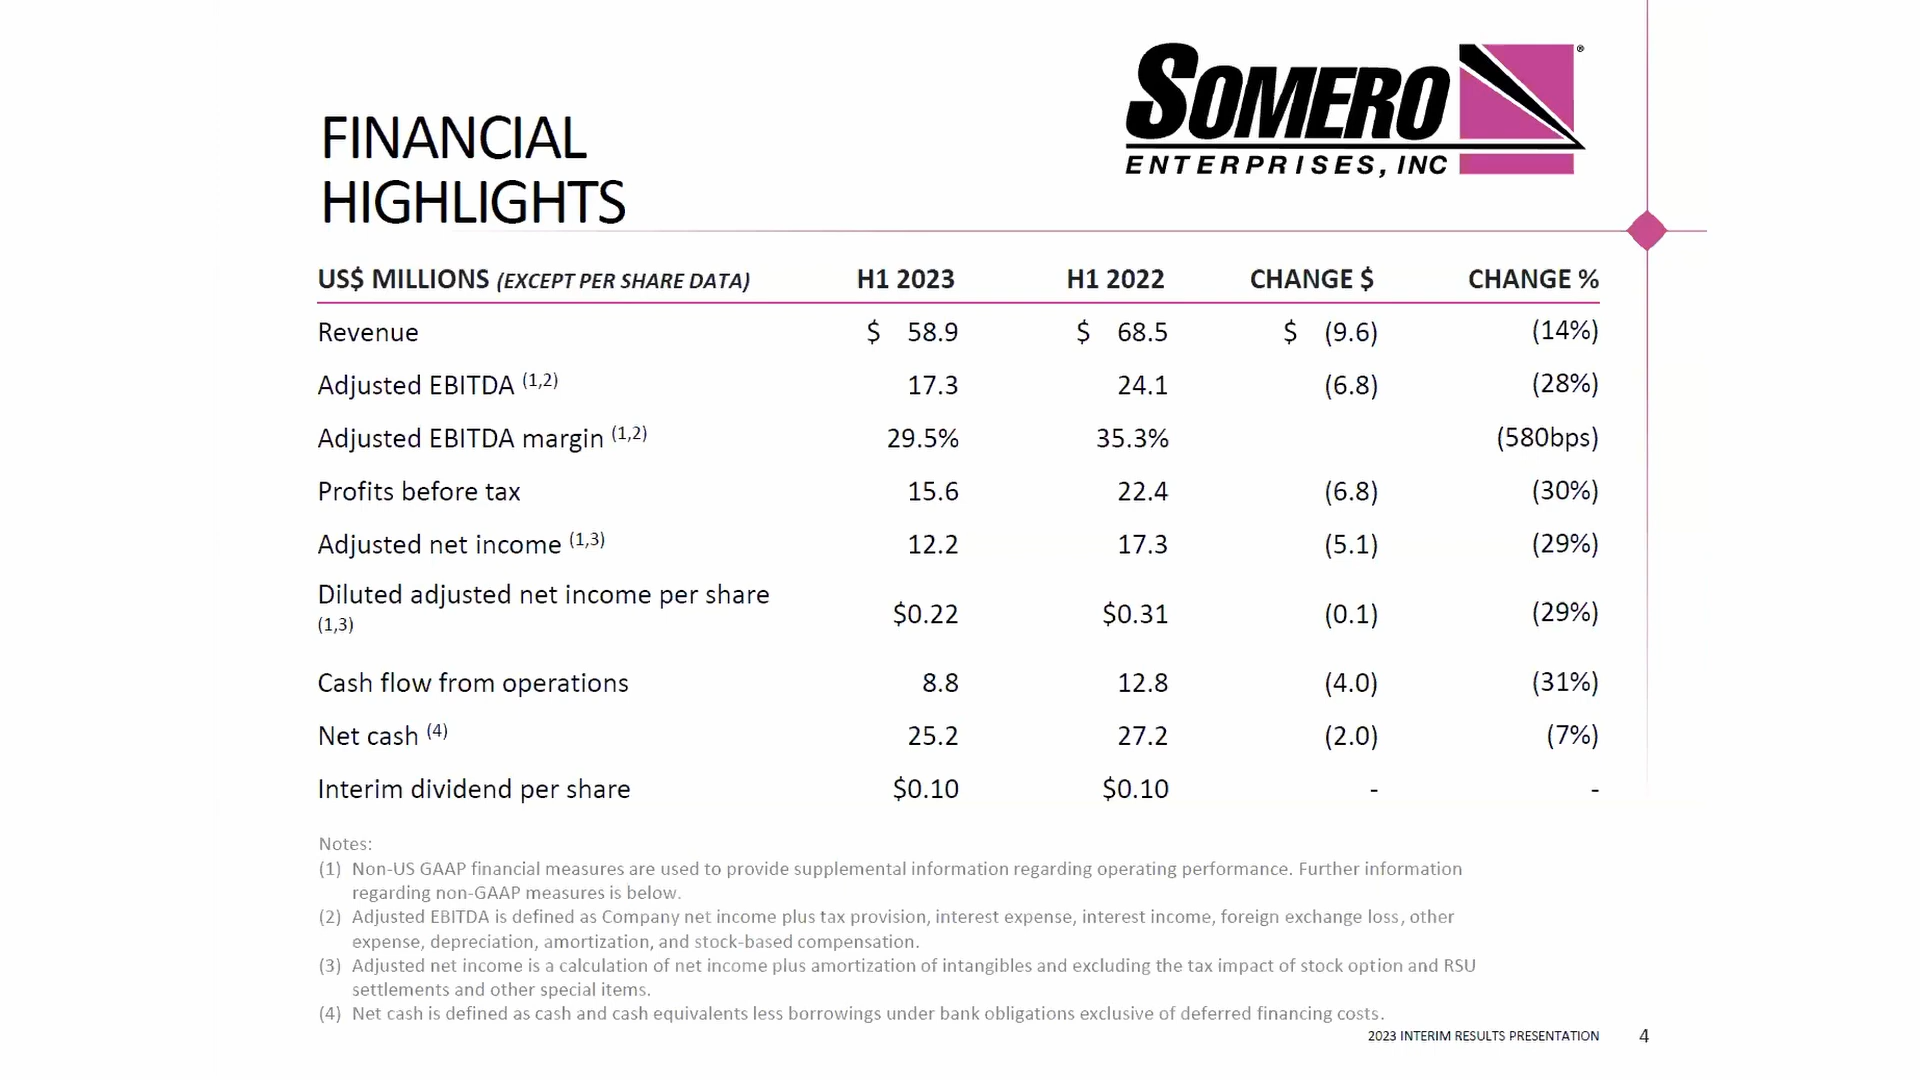 SOMERO
ENTERPRISES, INC
®
FINANCIAL
HIGHLIGHTS
US$ MILLIONS (EXCEPT PER SHARE DATA) H1 2023 H1 2022 CHANGE $ CHANGE %
Revenue $ 58.9 $ 68.5 $ (9.6) (14%)
Adjusted EBITDA (1,2) 17.3 24.1 (6.8) (28%)
Adjusted EBITDA margin (1,2) 29.5% 35.3% (580bps)
Profits before tax 15.6 22.4 (6.8) (30%)
Adjusted net income (1,3) 12.2 17.3 (5.1) (29%)
Diluted adjusted net income per share
(1,3) $0.22 $0.31 (0.1) (29%)
Cash flow from operations 8.8 12.8 (4.0) (31%)
Net cash (4) 25.2 27.2 (2.0) (7%)
Interim dividend per share $0.10 $0.10 - -
Notes:
(1) Non-US GAAP financial measures are used to provide supplemental information regarding operating performance. Further information
regarding non-GAAP measures is below.
(2) Adjusted EBITDA is defined as Company net income plus tax provision, interest expense, interest income, foreign exchange loss, other
expense, depreciation, amortization, and stock-based compensation.
(3) Adjusted net income is a calculation of net income plus amortization of intangibles and excluding the tax impact of stock option and RSU
settlements and other special items.
(4) Net cash is defined as cash and cash equivalents less borrowings under bank obligations exclusive of deferred financing costs.
2023 INTERIM RESULTS PRESENTATION 4